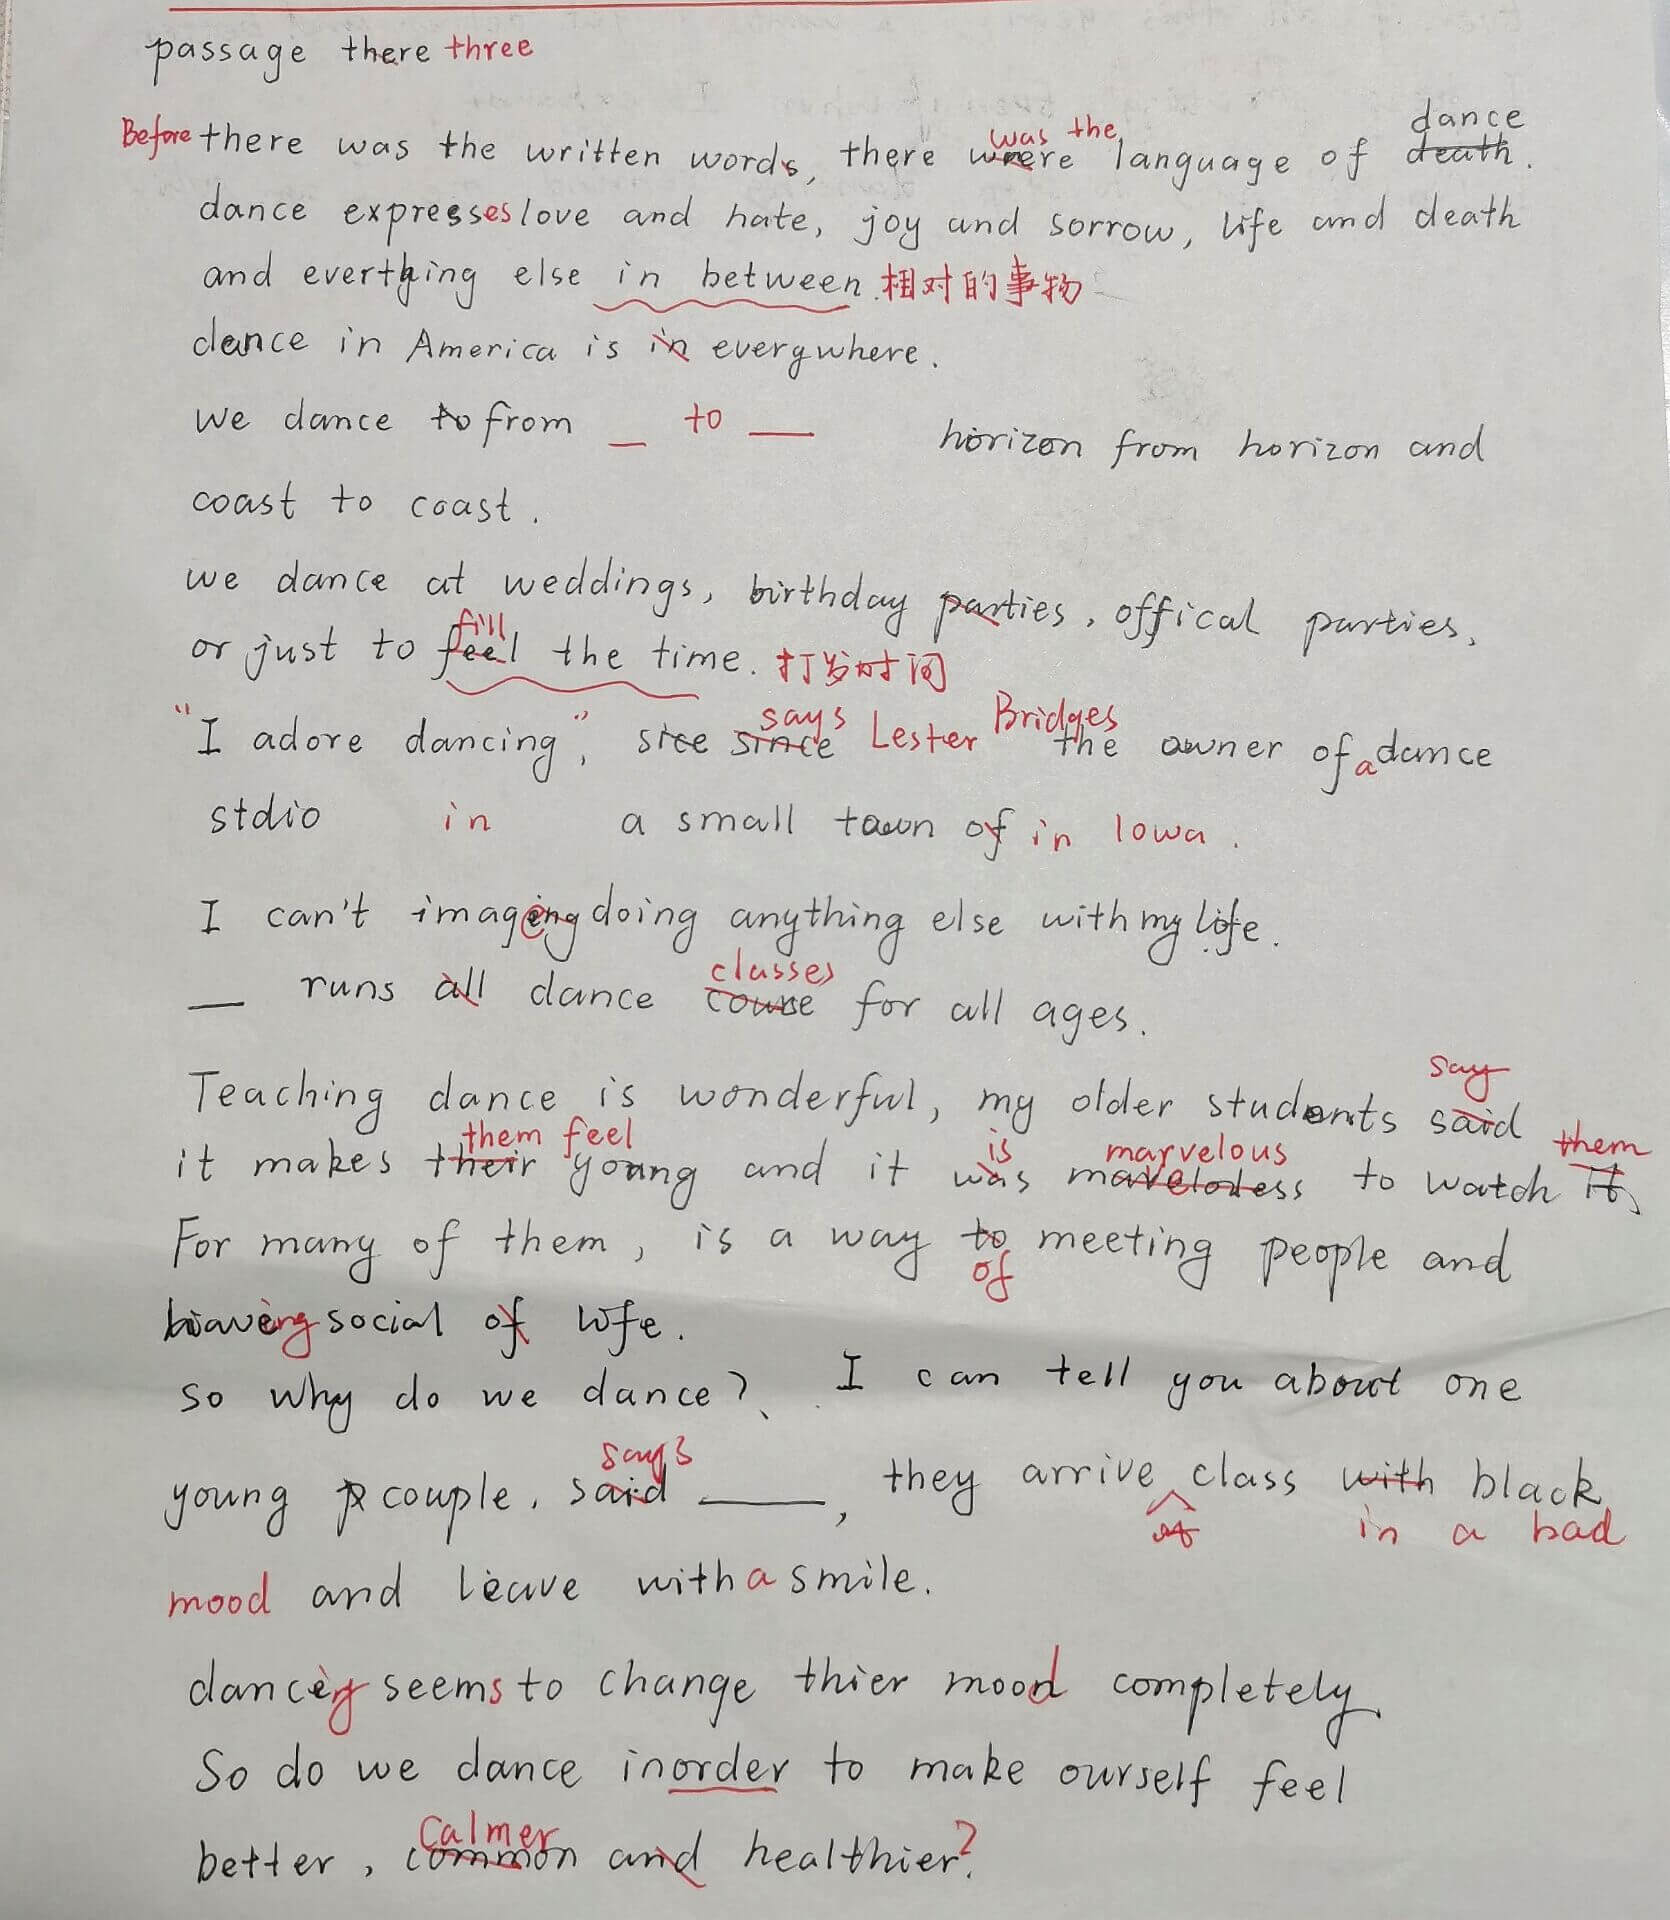 passage there three
Before there was the written words, there were was the language of death dance.
dance expresses love and hate, joy and sorrow, life and death
and everthing else in between. 相对的事物
dance in America is in everywhere.
We dance to from _ to __ horizon from horizon and
coast to coast.
we dance at weddings, birthday parties, offical parties,
or just to feel fill the time. 打发时间
"I adore dancing", sice since says Lester Bridges the owner of a dance
stdio in a small town of in Iowa.
I can't imageing doing anything else with my life.
__ runs all dance classes for all ages.
Teaching dance is wonderful, my older students said say
it makes their them feel young and it was is marvelous to watch it them
For many of them, is a way to of meeting people and
having social of life.
so why do we dance? I can tell you about one
young couple, said says ____, they arrive class with black in a bad
mood and leave with a smile.
dancing seems to change thier mood completely
So do we dance inorder to make ourself feel
better, common calmer and healthier?